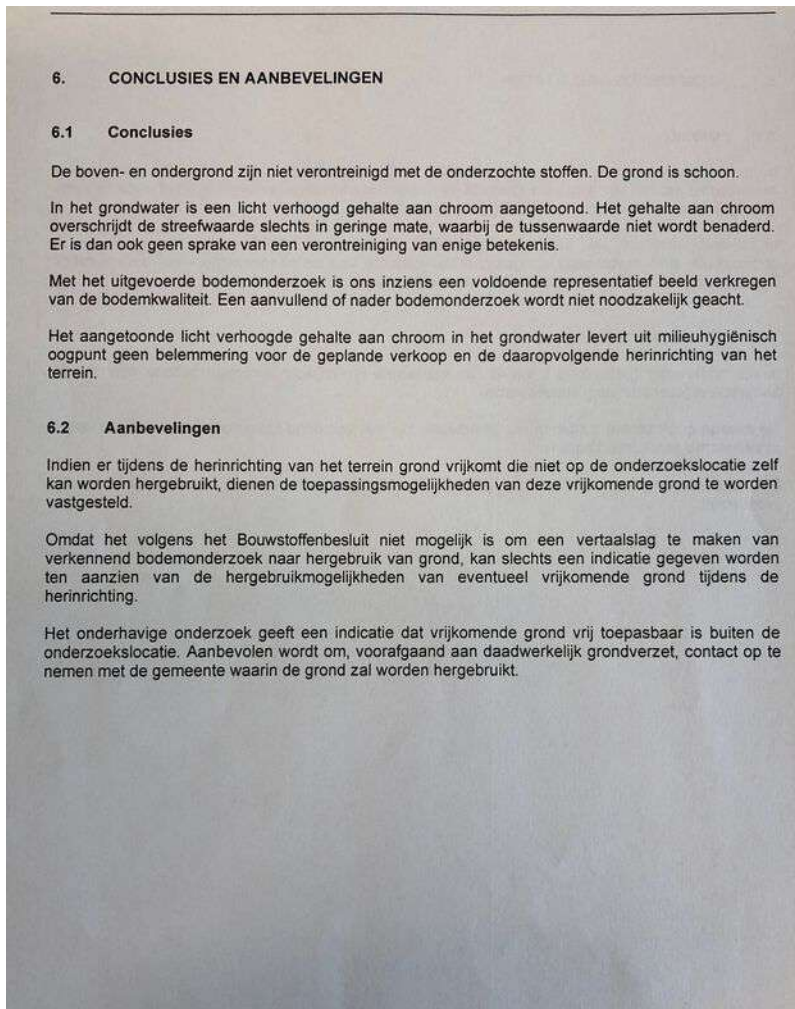 6. CONCLUSIES EN AANBEVELINGEN
6.1 Conclusies
De boven- en ondergrond zijn niet verontreinigd met de onderzochte stoffen. De grond is schoon.
In het grondwater is een licht verhoogd gehalte aan chroom aangetoond. Het gehalte aan chroom
overschrijdt de streefwaarde slechts in geringe mate, waarbij de tussenwaarde niet wordt benaderd.
Er is dan ook geen sprake van een verontreiniging van enige betekenis.
Met het uitgevoerde bodemonderzoek is ons inziens een voldoende representatief beeld verkregen
van de bodemkwaliteit. Een aanvullend of nader bodemonderzoek wordt niet noodzakelijk geacht.
Het aangetoonde licht verhoogde gehalte aan chroom in het grondwater levert uit milieuhygiënisch
oogpunt geen belemmering voor de geplande verkoop en de daaropvolgende herinrichting van het
terrein.
6.2 Aanbevelingen
Indien er tijdens de herinrichting van het terrein grond vrijkomt die niet op de onderzoekslocatie zelf
kan worden hergebruikt, dienen de toepassingsmogelijkheden van deze vrijkomende grond te worden
vastgesteld.
Omdat het volgens het Bouwstoffenbesluit niet mogelijk is om een vertaalslag te maken van
verkennend bodemonderzoek naar hergebruik van grond, kan slechts een indicatie gegeven worden
ten aanzien van de hergebruikmogelijkheden van eventueel vrijkomende grond tijdens de
herinrichting.
Het onderhavige onderzoek geeft een indicatie dat vrijkomende grond vrij toepasbaar is buiten de
onderzoekslocatie. Aanbevolen wordt om, voorafgaand aan daadwerkelijk grondverzet, contact op te
nemen met de gemeente waarin de grond zal worden hergebruikt.